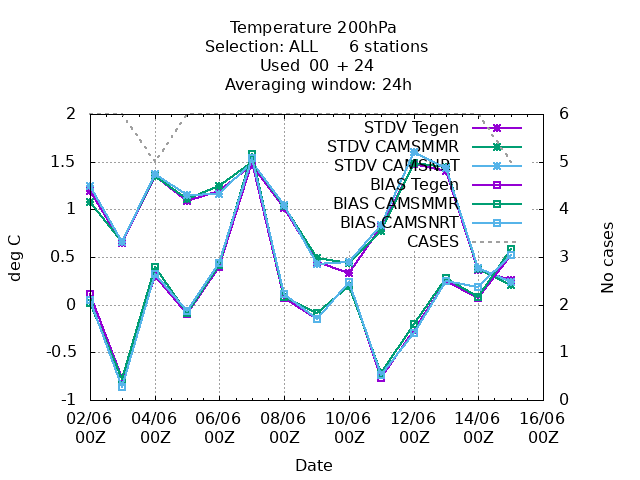 Temperature 200hPa
Selection: ALL 6 stations
Used 00 + 24
Averaging window: 24h
STDV Tegen
STDV CAMSMMR
STDV CAMSNRT
BIAS Tegen
BIAS CAMSMMR
BIAS CAMSNRT
CASES
2
1.5
1
0.5
0
-0.5
-1
deg C
6
5
4
3
2
1
0
No cases
02/06 04/06 06/06 08/06 10/06 12/06 14/06 16/06
00Z 00Z 00Z 00Z 00Z 00Z 00Z 00Z
Date